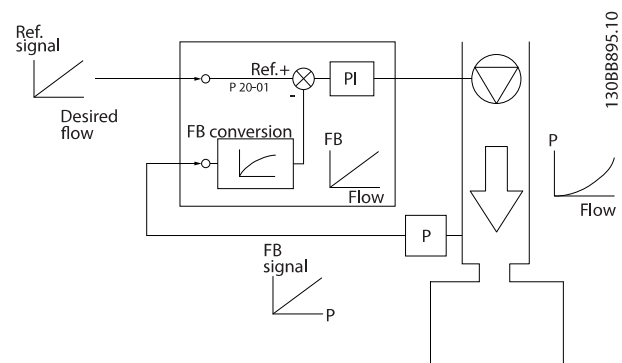 Ref.
signal
Desired
flow
Ref.+
P 20-01
-
PI
FB conversion
FB
Flow
P
FB
signal
P
P
Flow
130BB895.10